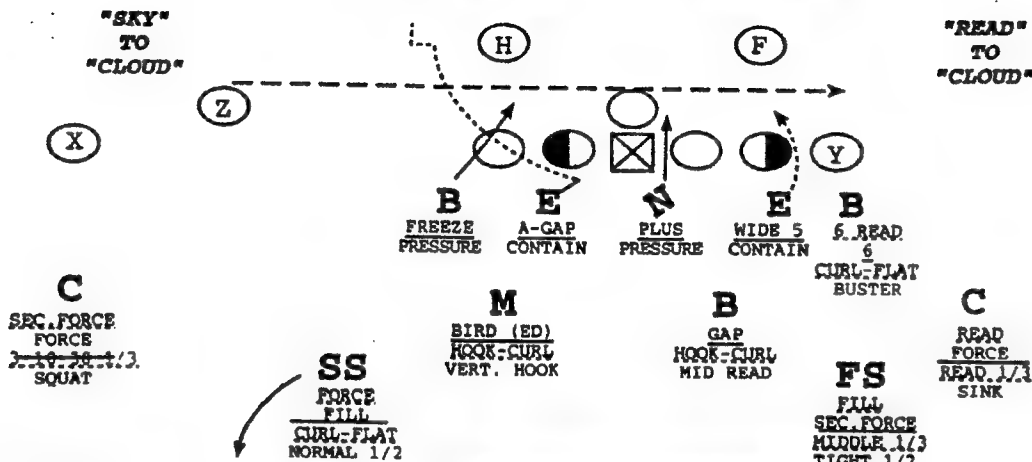 "SKY"
TO
"CLOUD"
"READ"
TO
"CLOUD"
H
F
Z
X
Y
B
FREEZE
PRESSURE
E
A-GAP
CONTAIN
N
PLUS
PRESSURE
E
WIDE 5
CONTAIN
B
6 READ
6
CURL-FLAT
BUSTER
C
SEC.FORCE
FORCE
1/3
SQUAT
SS
FORCE
FILL
CURL-FLAT
NORMAL 1/2
M
BIRD (ED)
HOOK-CURL
VERT. HOOK
B
GAP
HOOK-CURL
MID READ
FS
FILL
SEC.FORCE
MIDDLE 1/3
TIGHT 1/2
C
READ
FORCE
READ 1/3
SINK